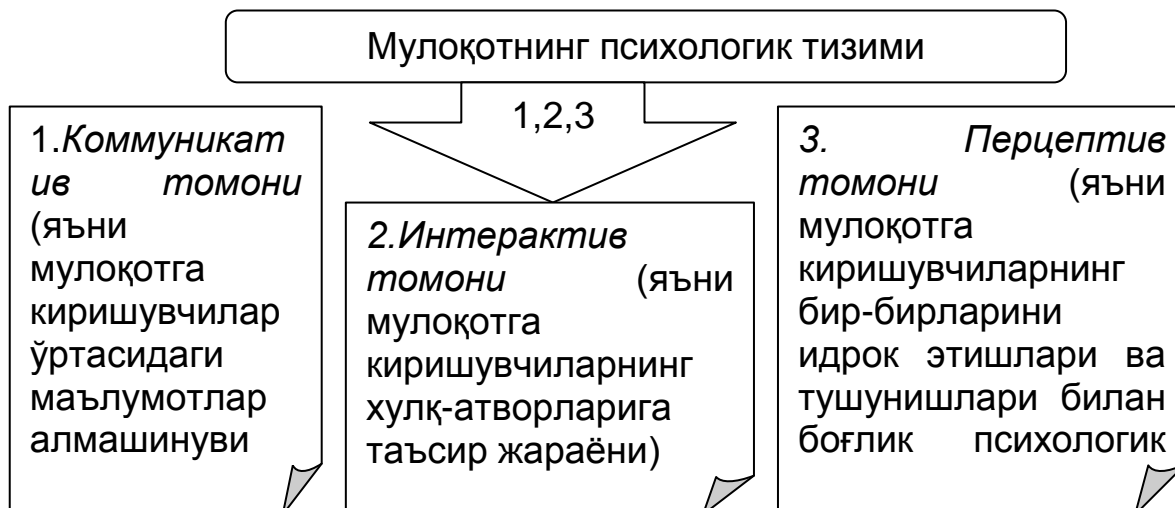 Мулоқотнинг психологик тизими
1,2,3
1.Коммуникат
ив томони
(яъни
мулоқотга
киришувчилар
ўртасидаги
маълумотлар
алмашинуви
2.Интерактив
томони (яъни
мулоқотга
киришувчиларнинг
хулқ-атворларига
таъсир жараёни)
3. Перцептив
томони (яъни
мулоқотга
киришувчиларнинг
бир-бирларини
идрок этишлари ва
тушунишлари билан
боғлик психологик